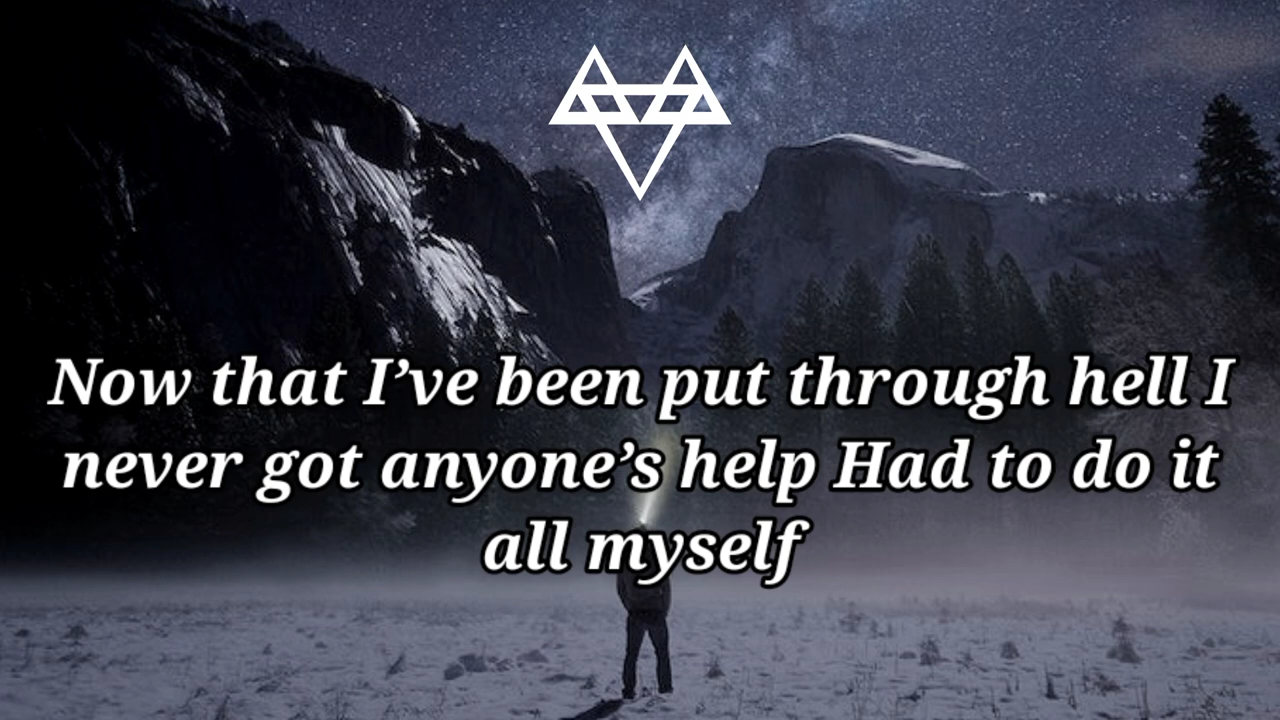 Now that I’ve been put through hell I
never got anyone’s help Had to do it
all myself